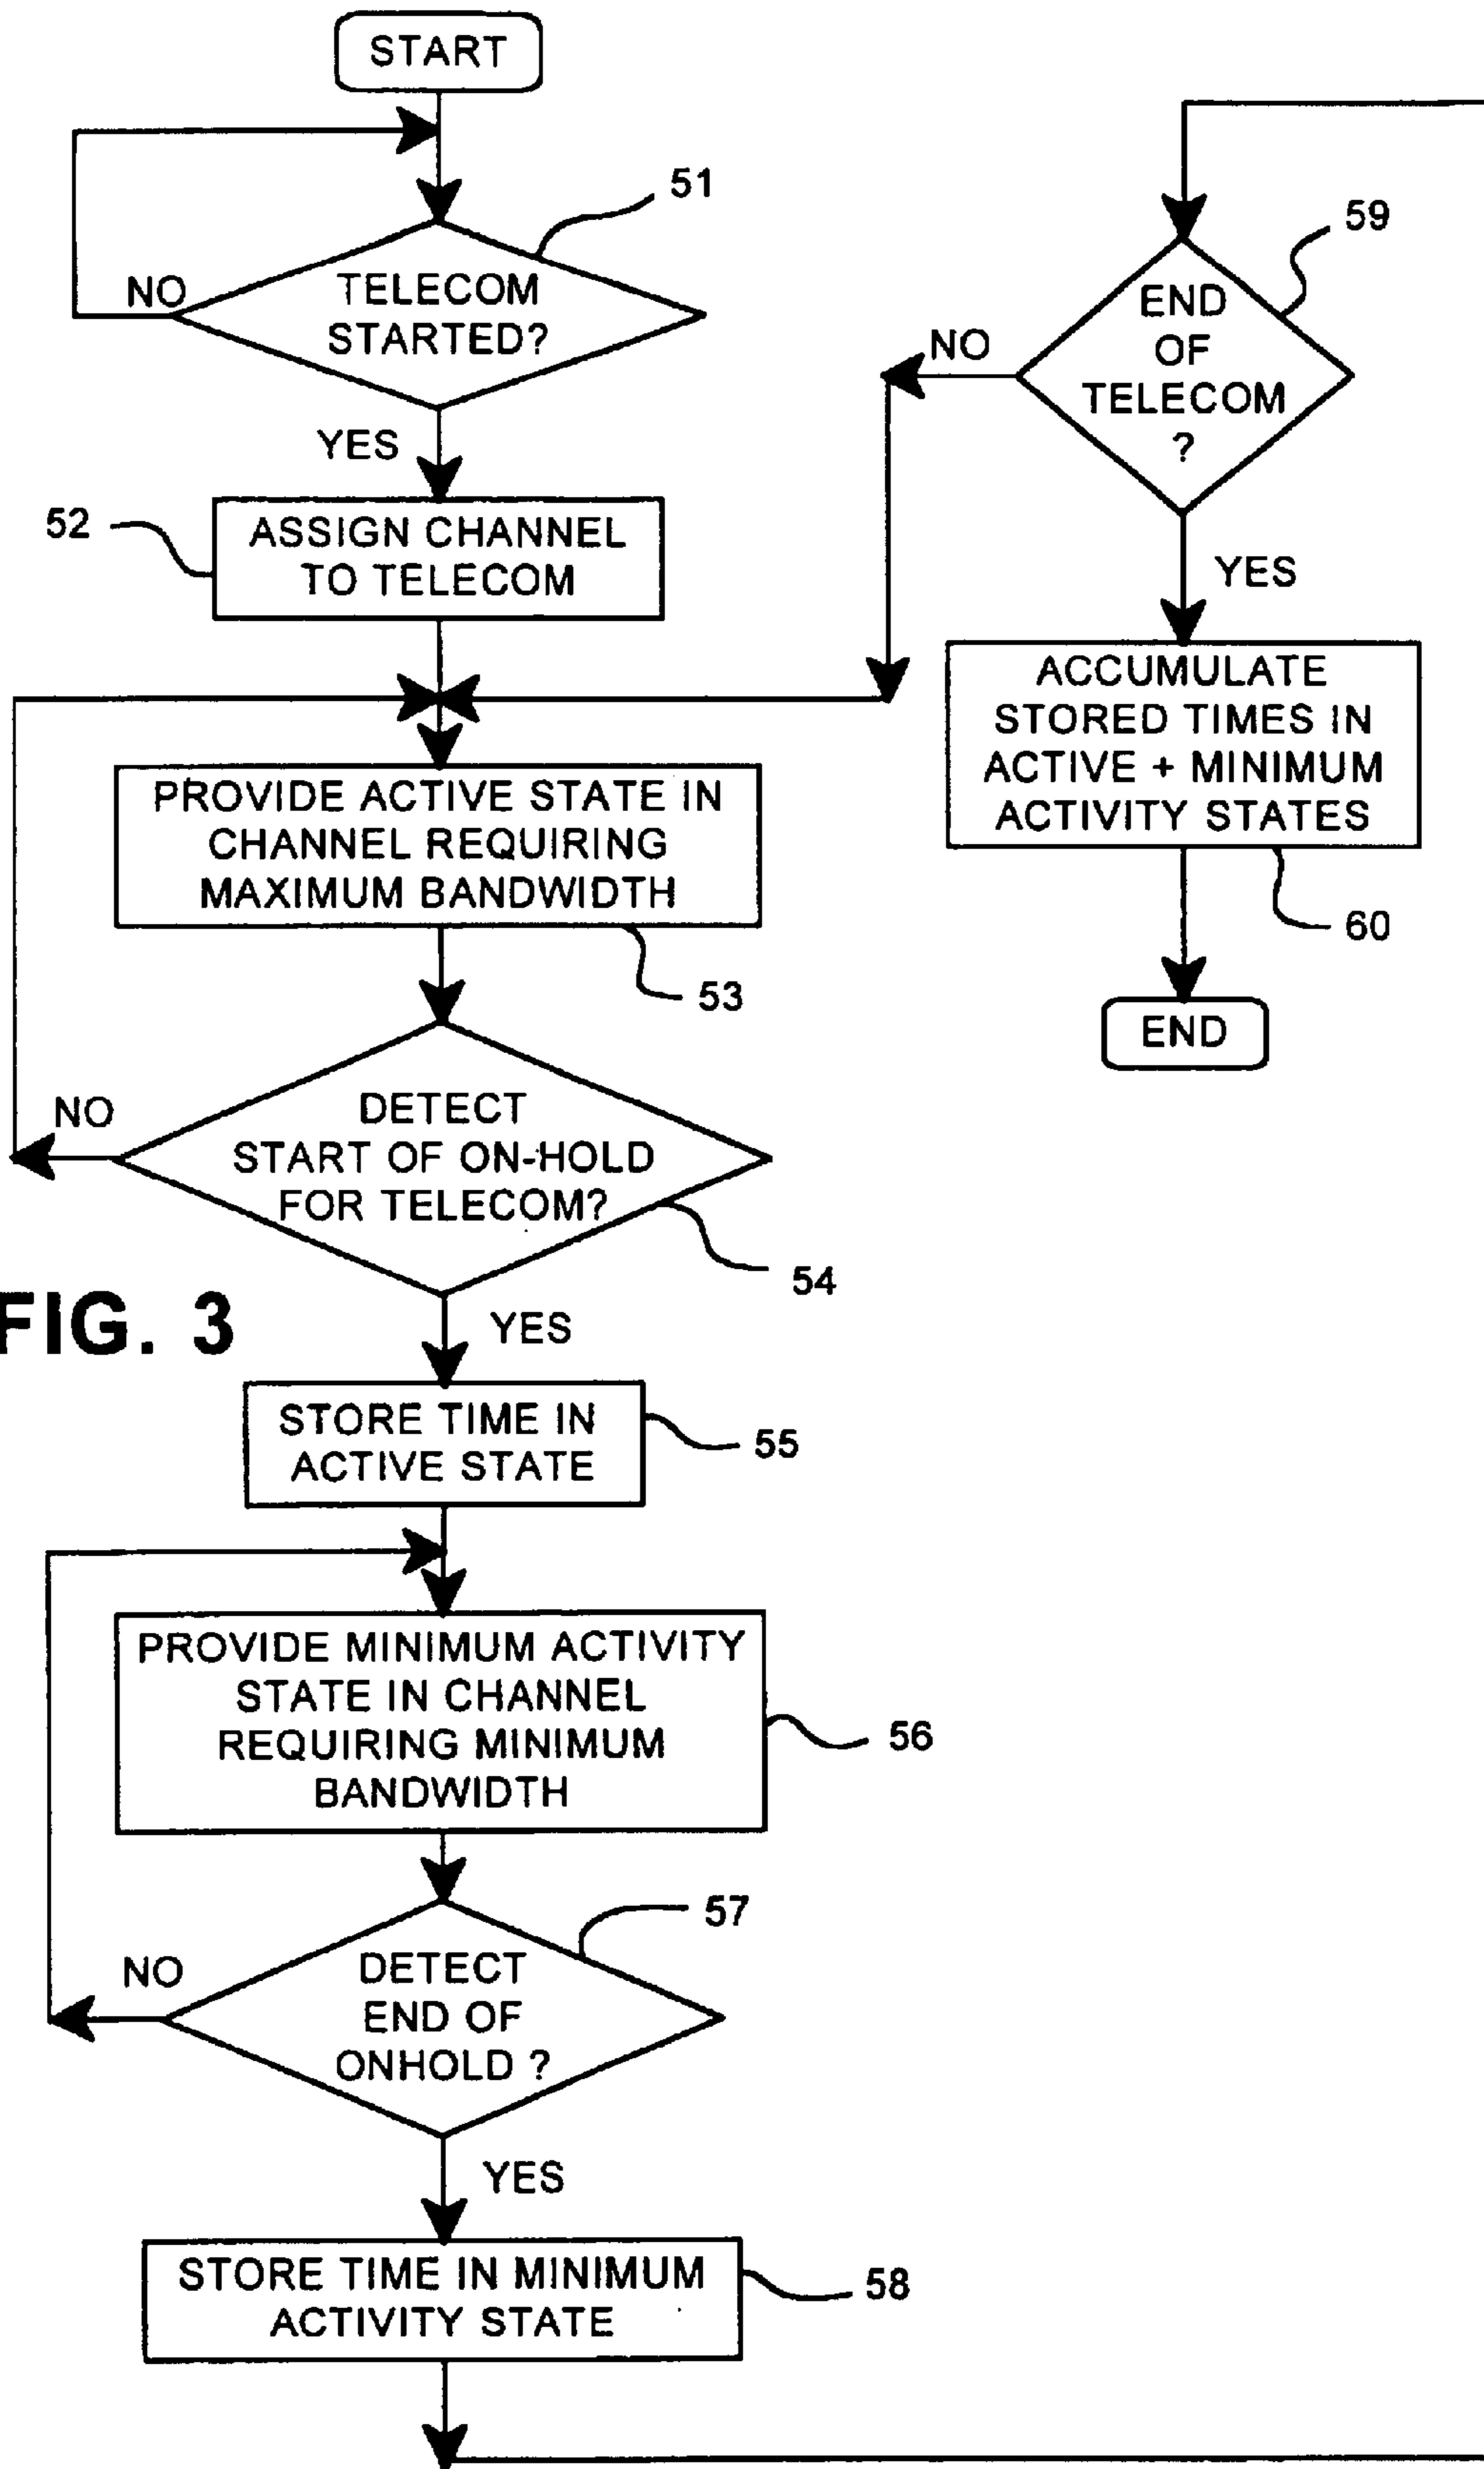 START
51
TELECOM
STARTED?
NO
YES
52
ASSIGN CHANNEL
TO TELECOM
PROVIDE ACTIVE STATE IN
CHANNEL REQUIRING
MAXIMUM BANDWIDTH
53
DETECT
START OF ON-HOLD
FOR TELECOM?
NO
54
FIG. 3
YES
STORE TIME IN
ACTIVE STATE
55
PROVIDE MINIMUM ACTIVITY
STATE IN CHANNEL
REQUIRING MINIMUM
BANDWIDTH
56
57
DETECT
END OF
ONHOLD ?
NO
YES
STORE TIME IN MINIMUM
ACTIVITY STATE
58
59
END
OF
TELECOM
?
NO
YES
ACCUMULATE
STORED TIMES IN
ACTIVE + MINIMUM
ACTIVITY STATES
60
END